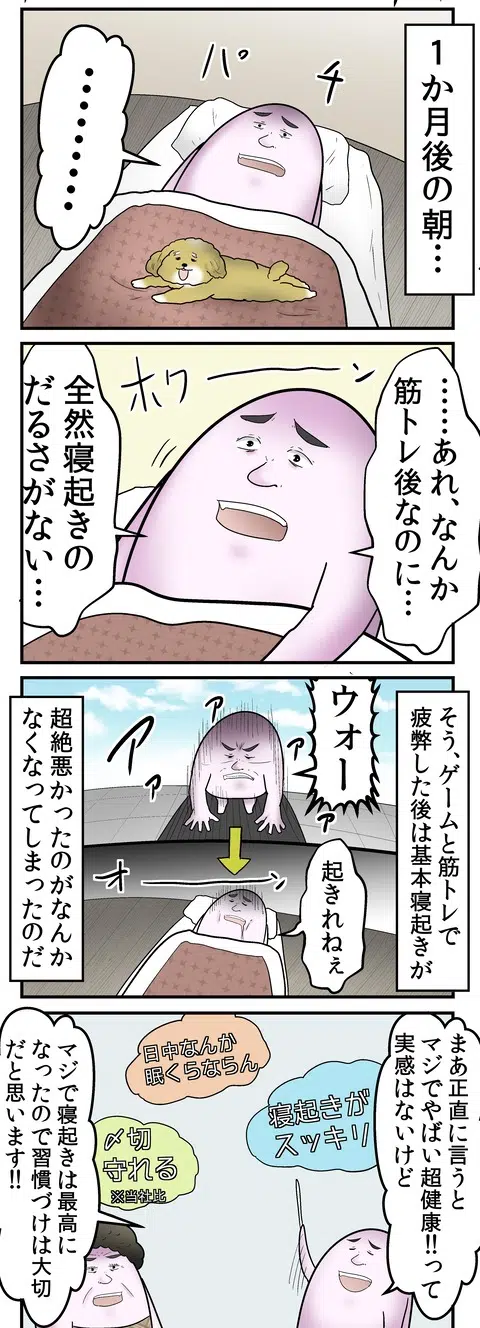 1か月後の朝…
パチ
………
……あれ、なんか
筋トレ後なのに…
ホワーーン
全然寝起きの
だるさがない…
そう、ゲームと筋トレで
疲弊した後は基本寝起きが
ウォー
ァァァ
起きれねぇ
オーーン
超絶悪かったのがなんか
なくなってしまったのだ
まあ正直に言うと
マジでやばい超健康!!って
実感はないけど
寝起きが
スッキリ
日中なんか
眠くらならん
〆切
守れる
※当社比
マジで寝起きは最高に
なったので習慣づけは大切
だと思います!!